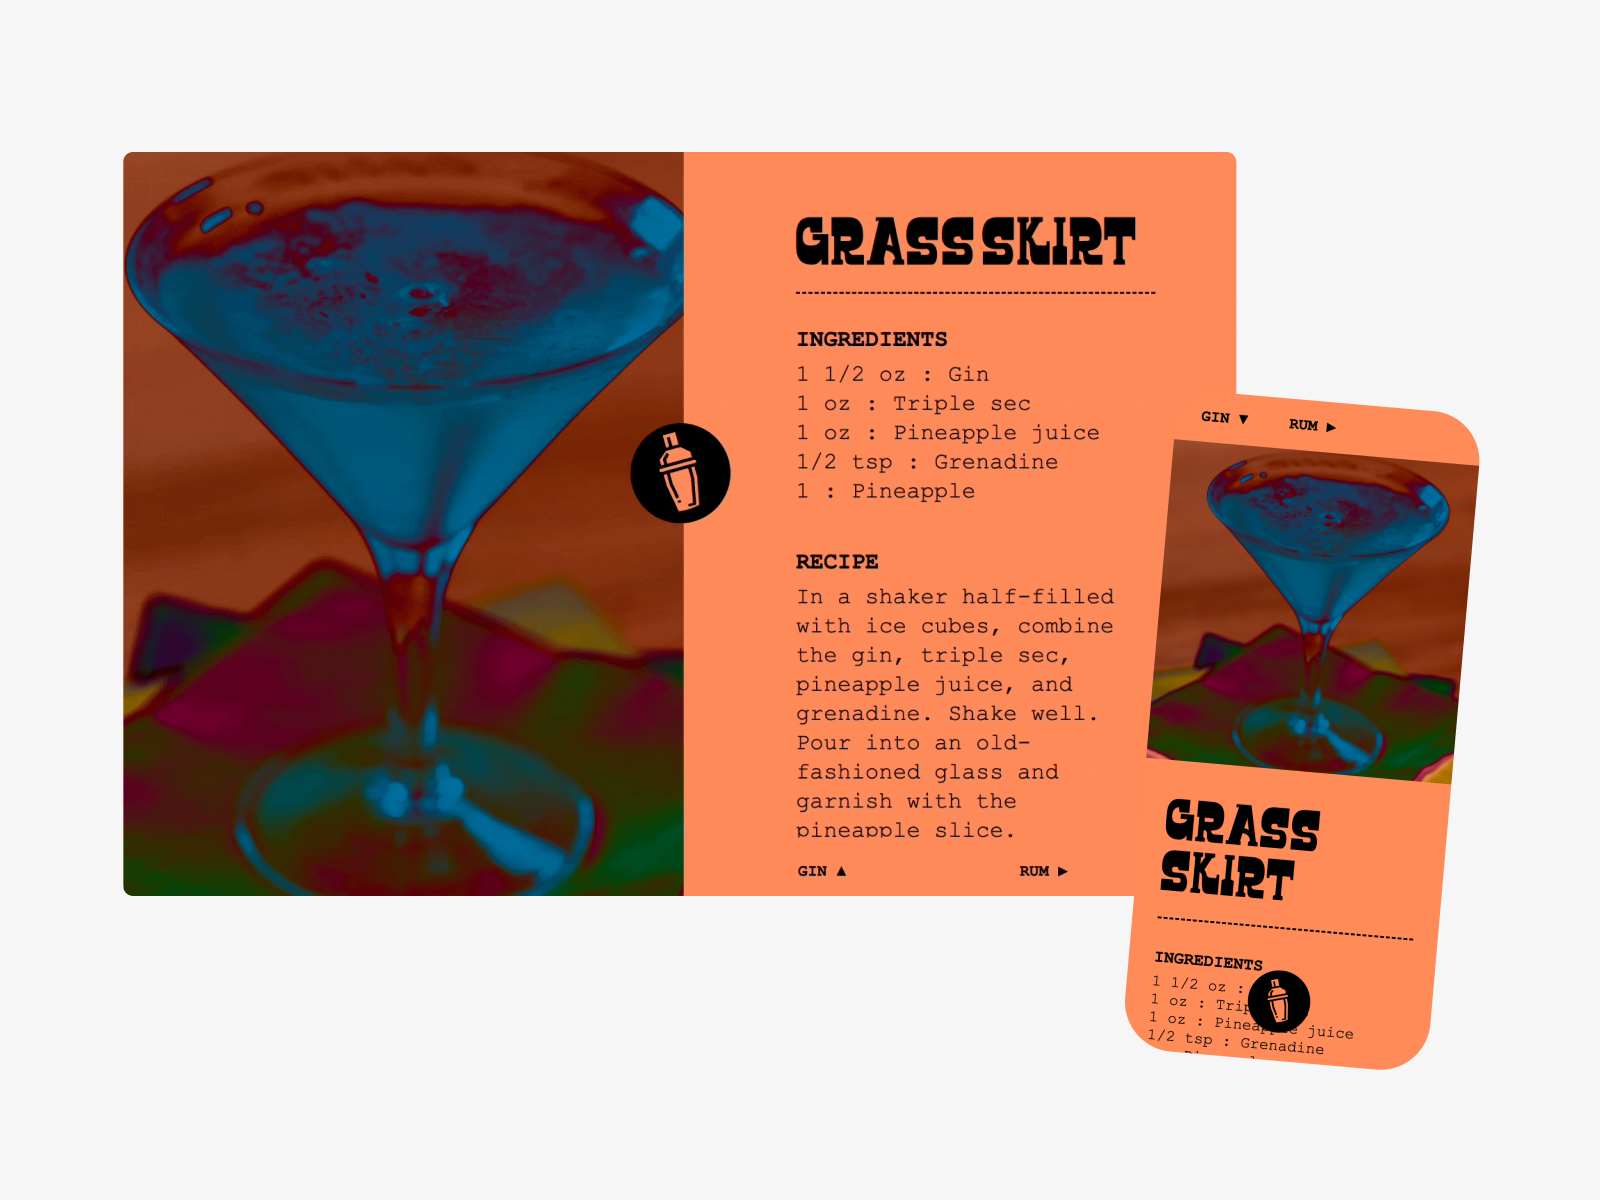 GRASS SKIRT
INGREDIENTS
1 1/2 oz : Gin
1 oz : Triple sec
1 oz : Pineapple juice
1/2 tsp : Grenadine
1 : Pineapple
RECIPE
In a shaker half-filled
with ice cubes, combine
the gin, triple sec,
pineapple juice, and
grenadine. Shake well.
Pour into an old-
fashioned glass and
garnish with the
pineapple slice.
GIN ▲ RUM ►
GIN ▼ RUM ►
GRASS
SKIRT
INGREDIENTS
1 1/2 oz :
1 oz :
1 oz : Pineapple juice
1/2 tsp : Grenadine